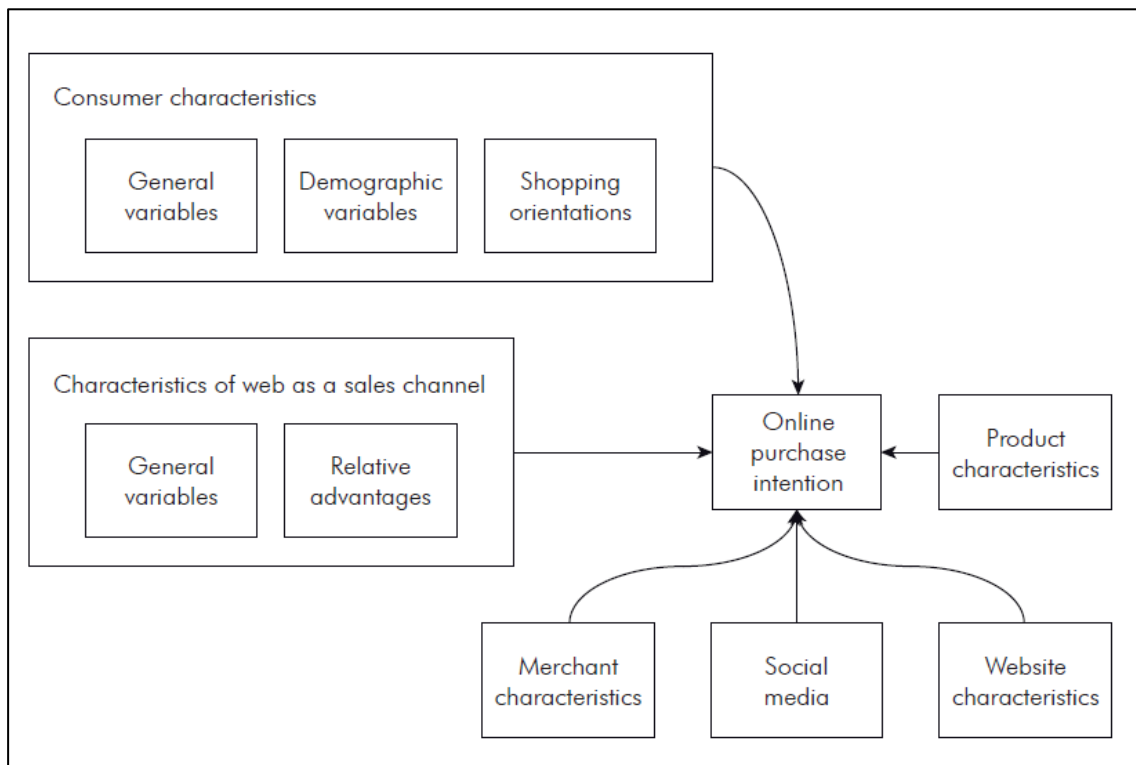 Consumer characteristics
General
variables
Demographic
variables
Shopping
orientations
Characteristics of web as a sales channel
General
variables
Relative
advantages
Online
purchase
intention
Product
characteristics
Merchant
characteristics
Social
media
Website
characteristics